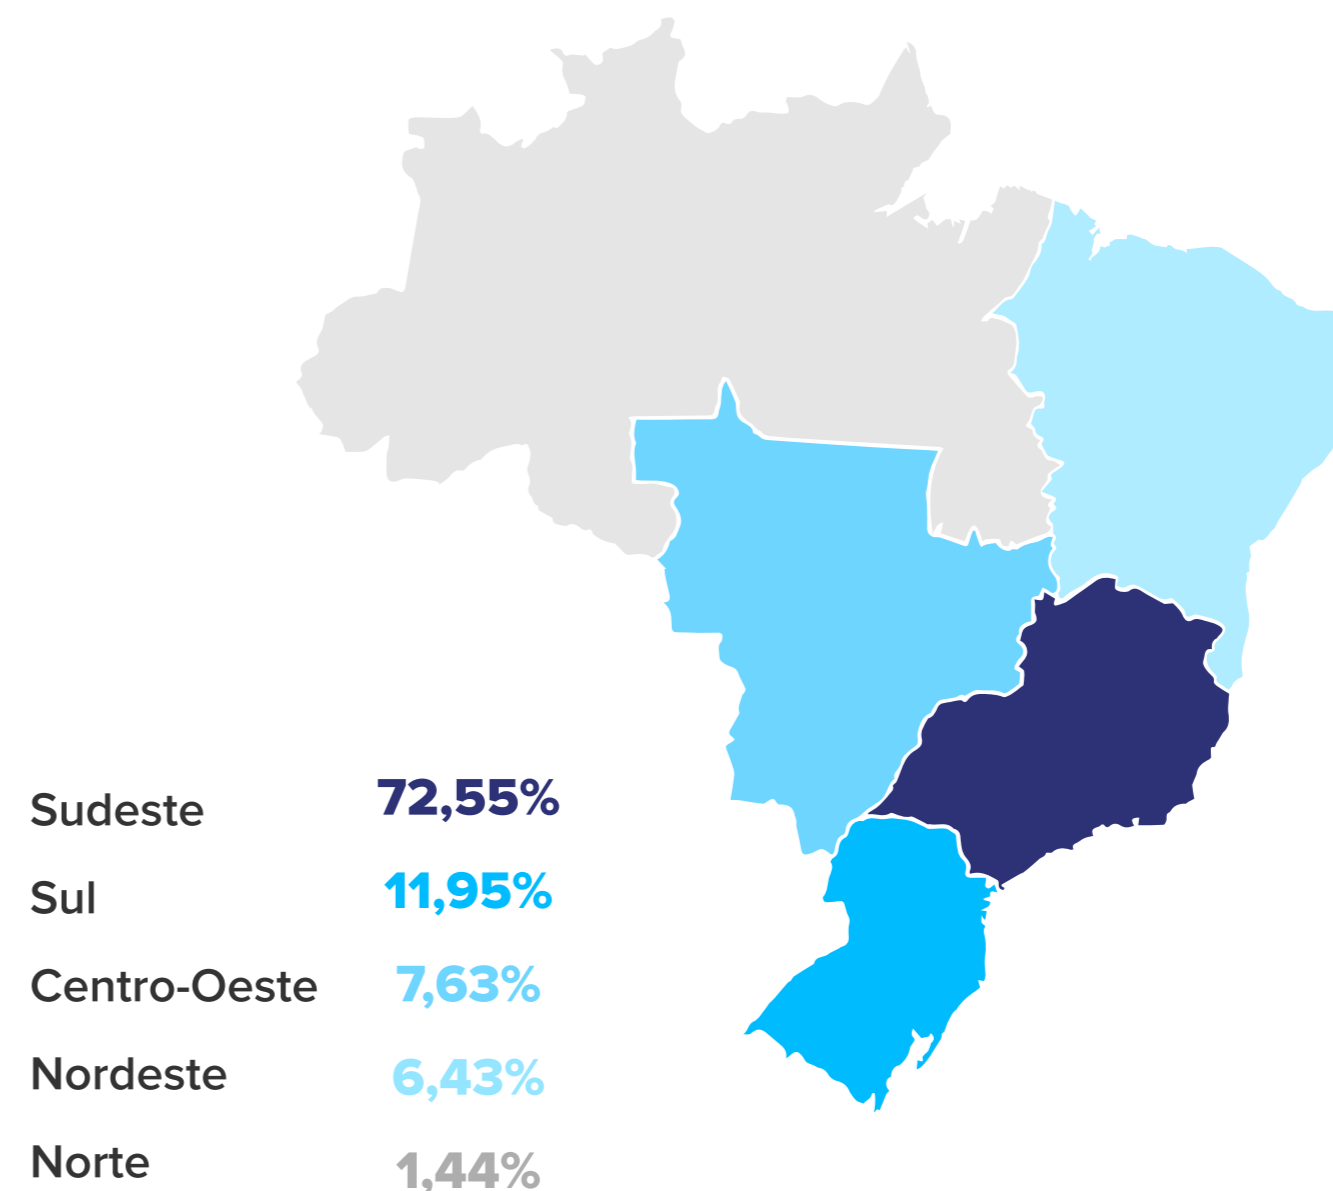 Sudeste 72,55%
Sul 11,95%
Centro-Oeste 7,63%
Nordeste 6,43%
Norte 1,44%